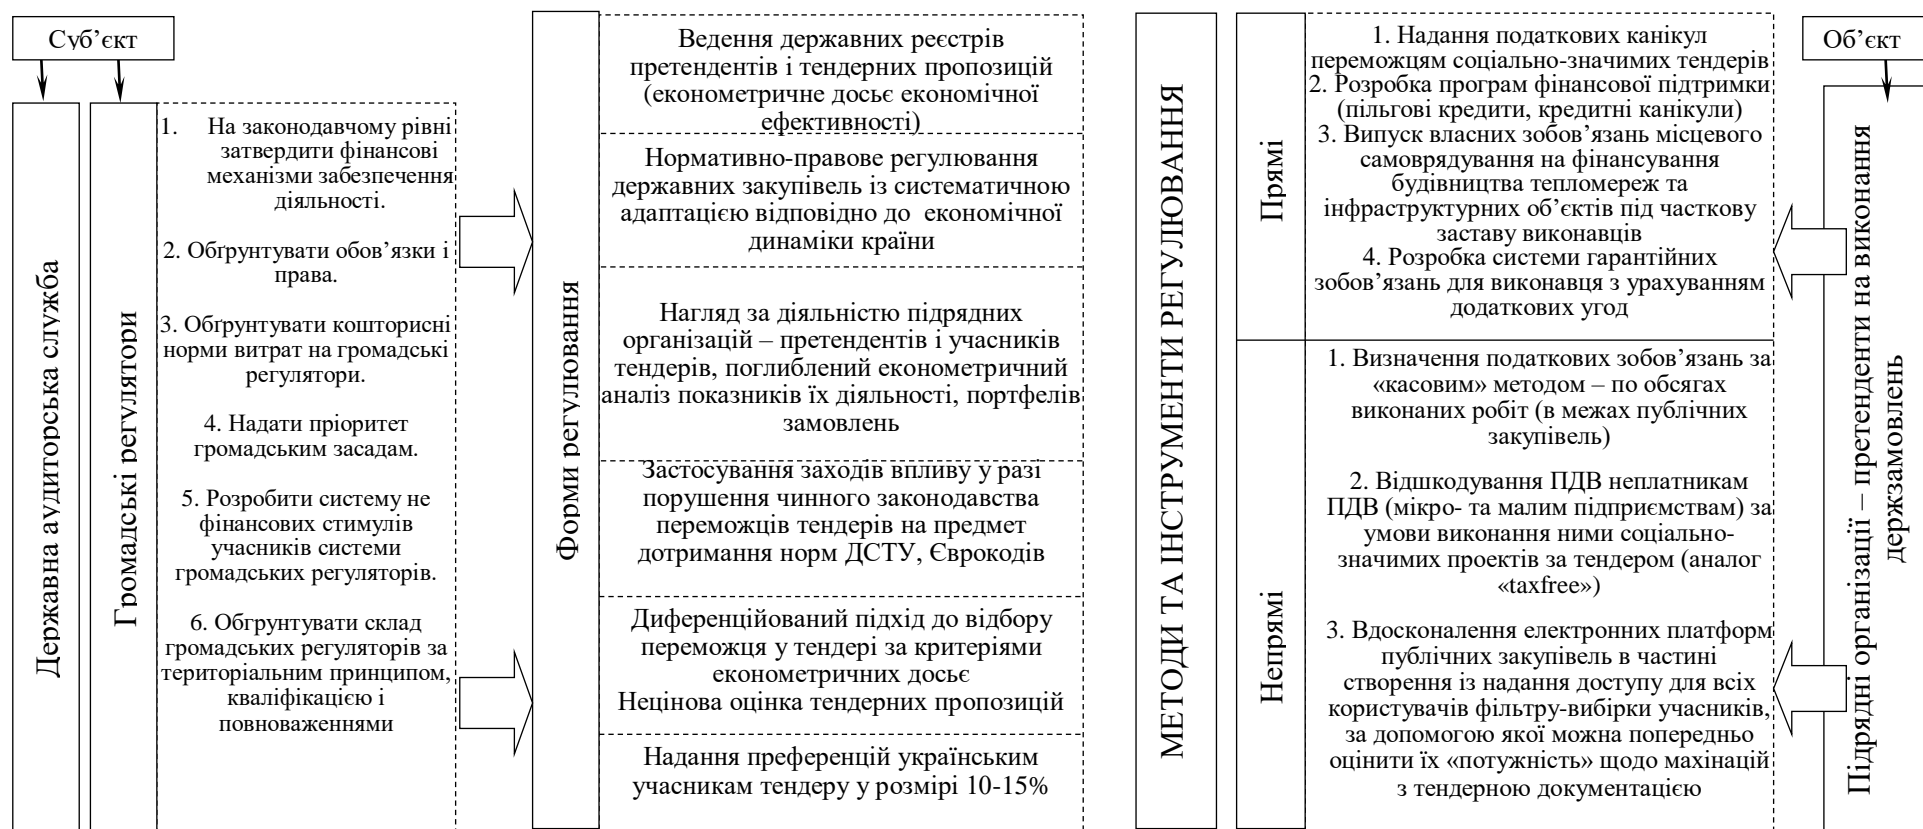 Суб’єкт
Державна аудиторська служба
Громадські регулятори
1. На законодавчому рівні
затвердити фінансові
механізми забезпечення
діяльності.
2. Обґрунтувати обов’язки і
права.
3. Обґрунтувати кошторисні
норми витрат на громадські
регулятори.
4. Надати пріоритет
громадським засадам.
5. Розробити систему не
фінансових стимулів
учасників системи
громадських регуляторів.
6. Обгрунтувати склад
громадських регуляторів за
територіальним принципом,
кваліфікацією і
повноваженнями
Форми регулювання
Ведення державних реєстрів
претендентів і тендерних пропозицій
(економетричне досьє економічної
ефективності)
Нормативно-правове регулювання
державних закупівель із систематичною
адаптацією відповідно до економічної
динаміки країни
Нагляд за діяльністю підрядних
організацій – претендентів і учасників
тендерів, поглиблений економетричний
аналіз показників їх діяльності, портфелів
замовлень
Застосування заходів впливу у разі
порушення чинного законодавства
переможців тендерів на предмет
дотримання норм ДСТУ, Єврокодів
Диференційований підхід до відбору
переможця у тендері за критеріями
економетричних досьє
Нецінова оцінка тендерних пропозицій
Надання преференцій українським
учасникам тендеру у розмірі 10-15%
МЕТОДИ ТА ІНСТРУМЕНТИ РЕГУЛЮВАННЯ
Прямі
1. Надання податкових канікул
переможцям соціально-значимих тендерів
2. Розробка програм фінансової підтримки
(пільгові кредити, кредитні канікули)
3. Випуск власних зобов’язань місцевого
самоврядування на фінансування
будівництва тепломереж та
інфраструктурних об’єктів під часткову
заставу виконавців
4. Розробка системи гарантійних
зобов’язань для виконавця з урахуванням
додаткових угод
Непрямі
1. Визначення податкових зобов’язань за
«касовим» методом – по обсягах
виконаних робіт (в межах публічних
закупівель)
2. Відшкодування ПДВ неплатникам
ПДВ (мікро- та малим підприємствам) за
умови виконання ними соціально-
значимих проектів за тендером (аналог
«taxfree»)
3. Вдосконалення електронних платформ
публічних закупівель в частині
створення із надання доступу для всіх
користувачів фільтру-вибірки учасників,
за допомогою якої можна попередньо
оцінити їх «потужність» щодо махінацій
з тендерною документацією
Об’єкт
Підрядні організації – претенденти на виконання
держзамовлень